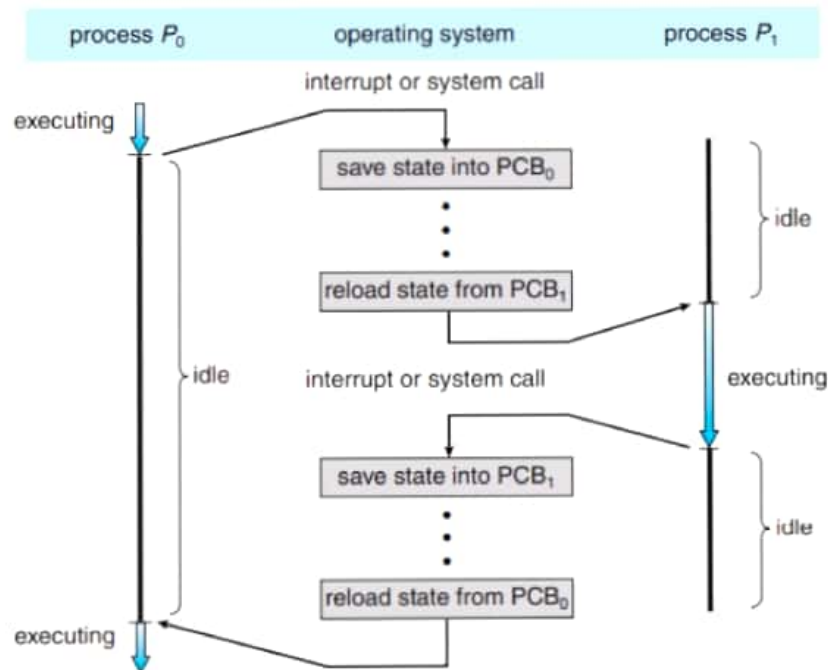 process P₀ operating system process P₁
interrupt or system call
executing
save state into PCB₀
idle
reload state from PCB₁
idle
interrupt or system call
executing
save state into PCB₁
idle
reload state from PCB₀
executing